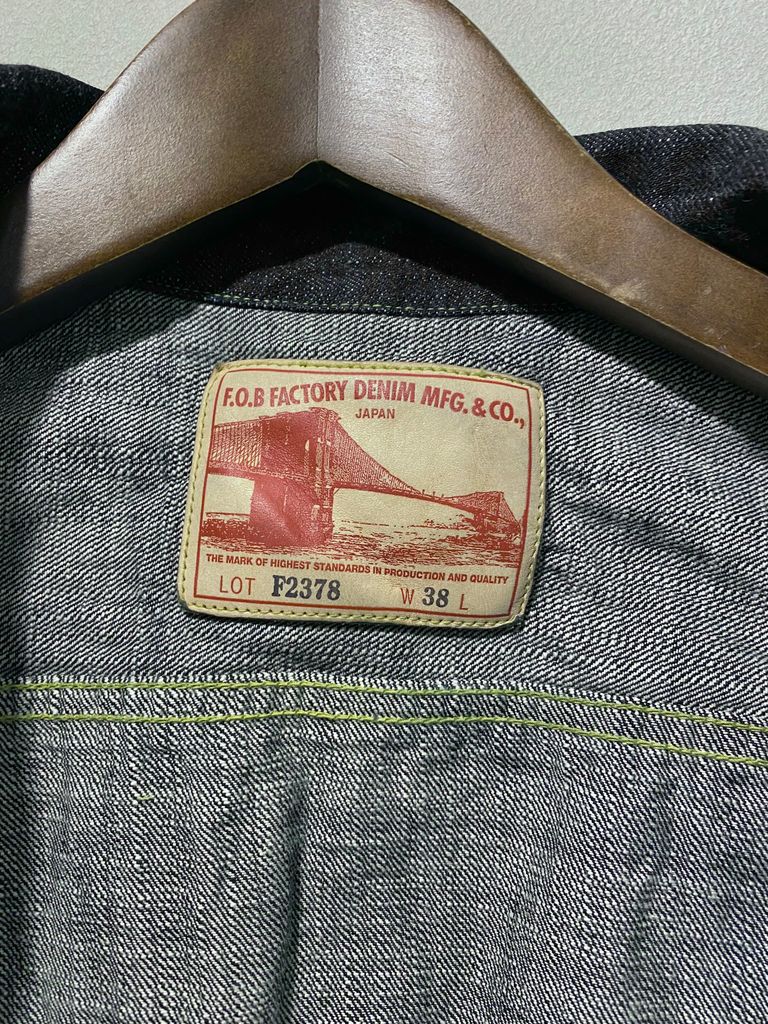 F.O.B FACTORY DENIM MFG. & CO.,
JAPAN
THE MARK OF HIGHEST STANDARDS IN PRODUCTION AND QUALITY
LOT F2378 W 38 L